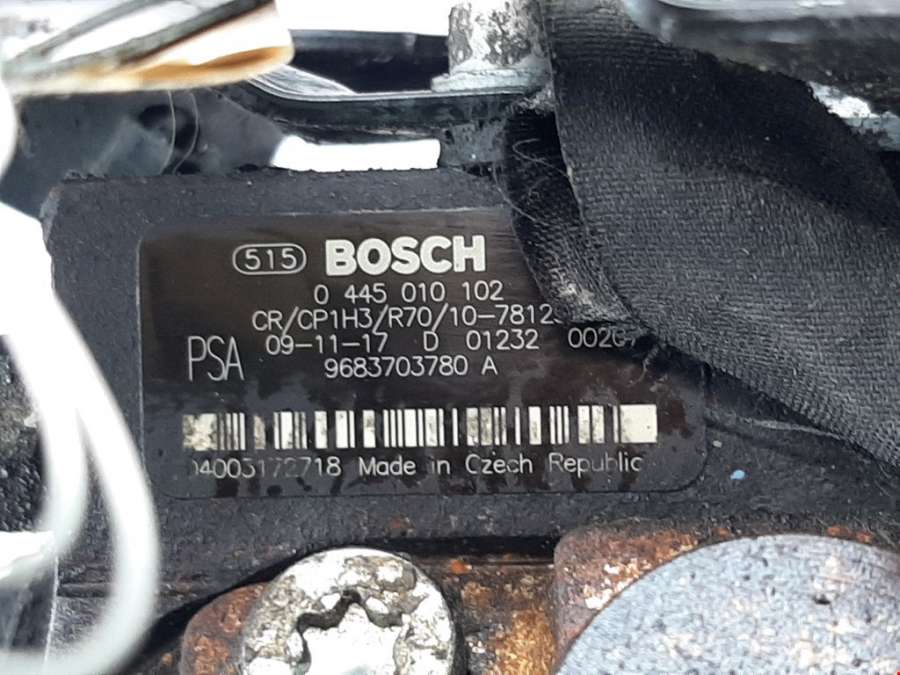 515 BOSCH
0 445 010 102
CR/CP1H3/R70/10-7812
PSA 09-11-17 D 01232
9683703780 A
Made in Czech Republic